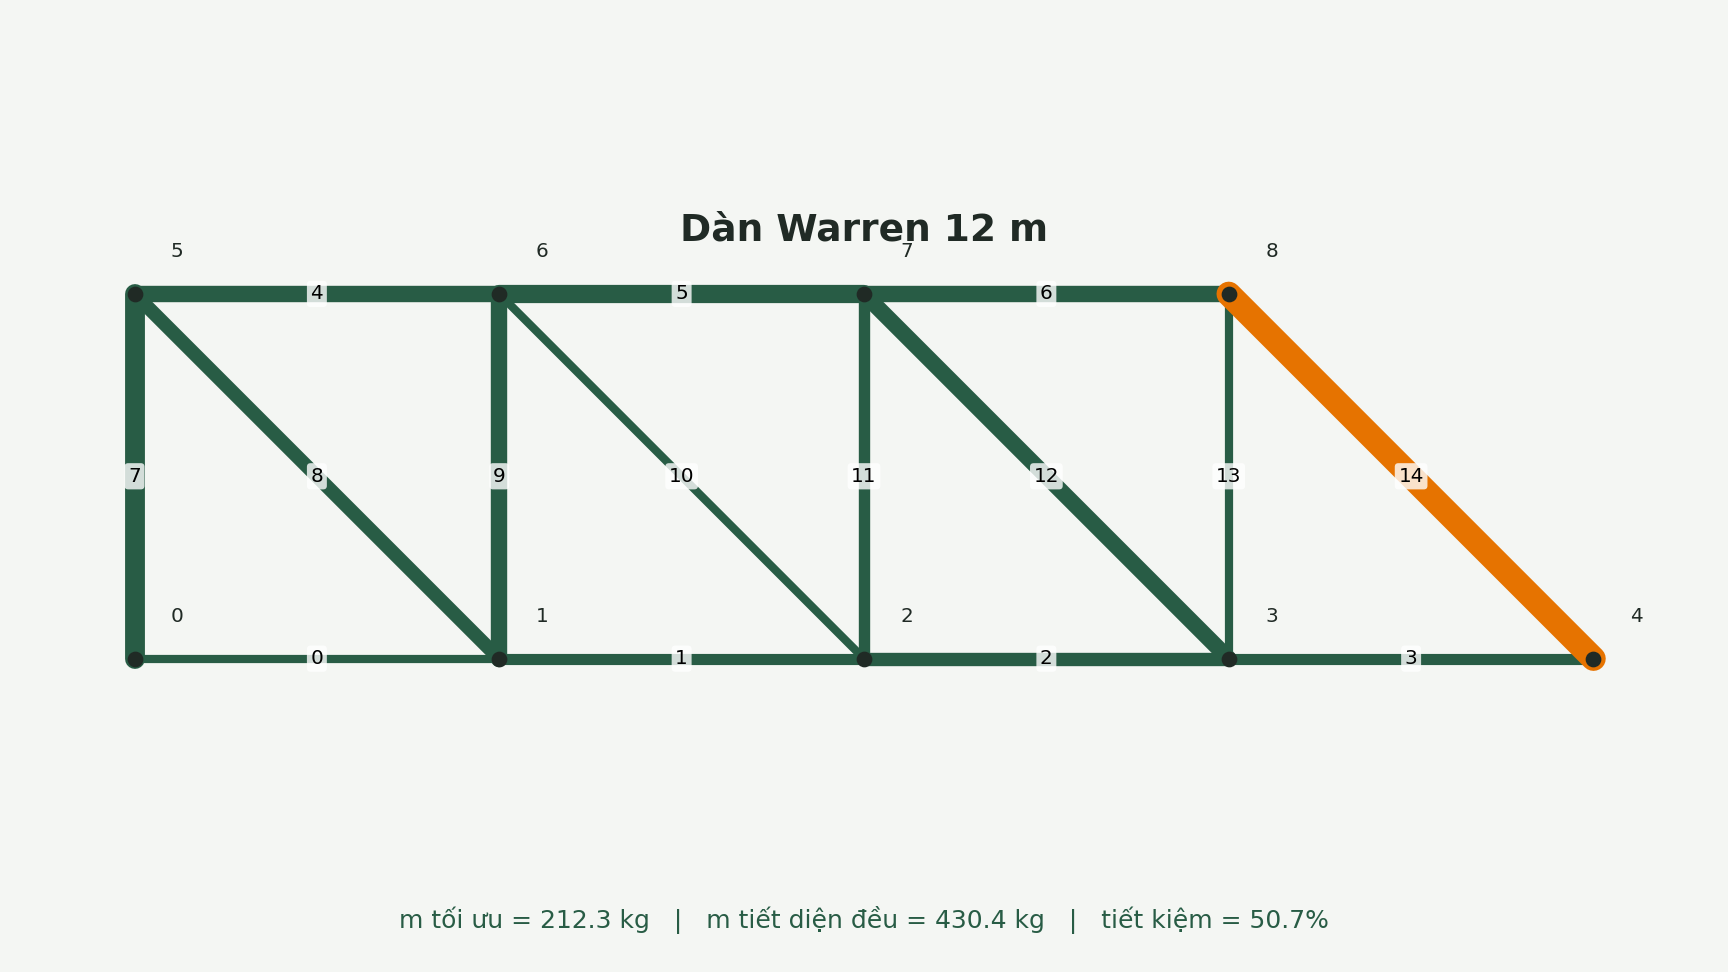 Dàn Warren 12 m
5 6 7 8
4 5 6
7 8 9 10 11 12 13 14
0 1 2 3 4
0 1 2 3
m tối ưu = 212.3 kg | m tiết diện đều = 430.4 kg | tiết kiệm = 50.7%